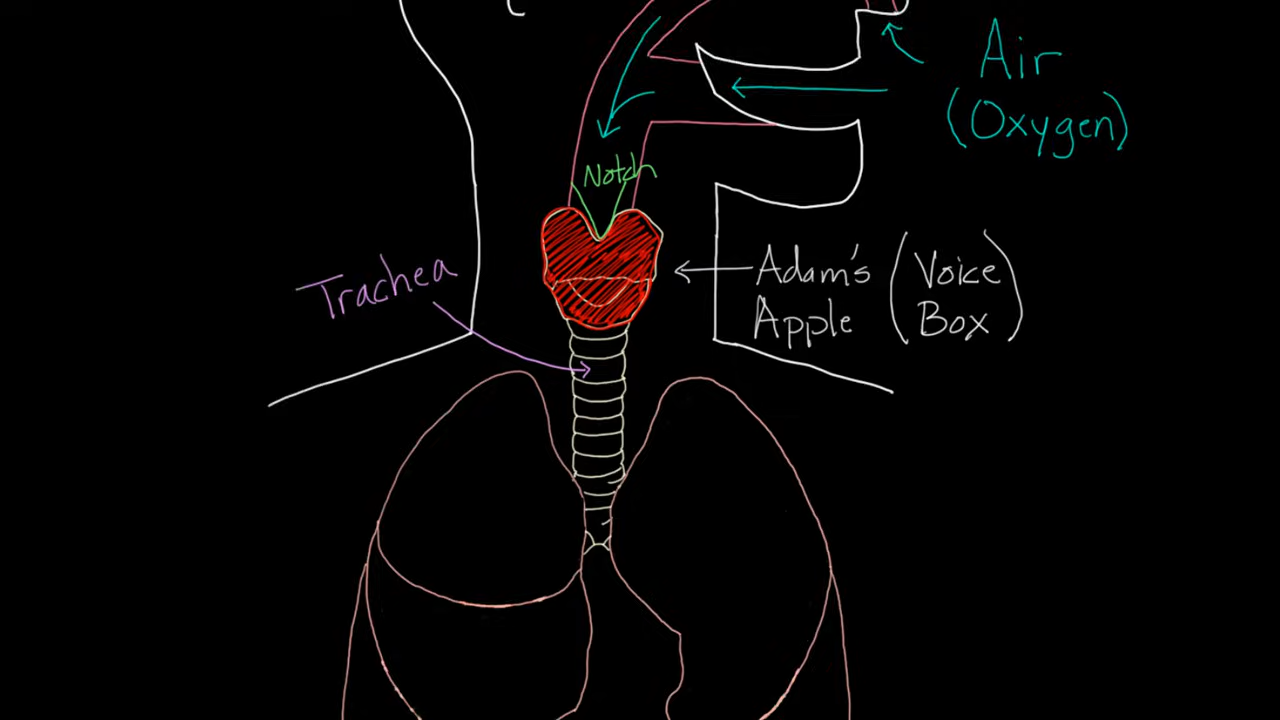 Air
(Oxygen)
Notch
Trachea
Adam's (Voice
Apple Box)